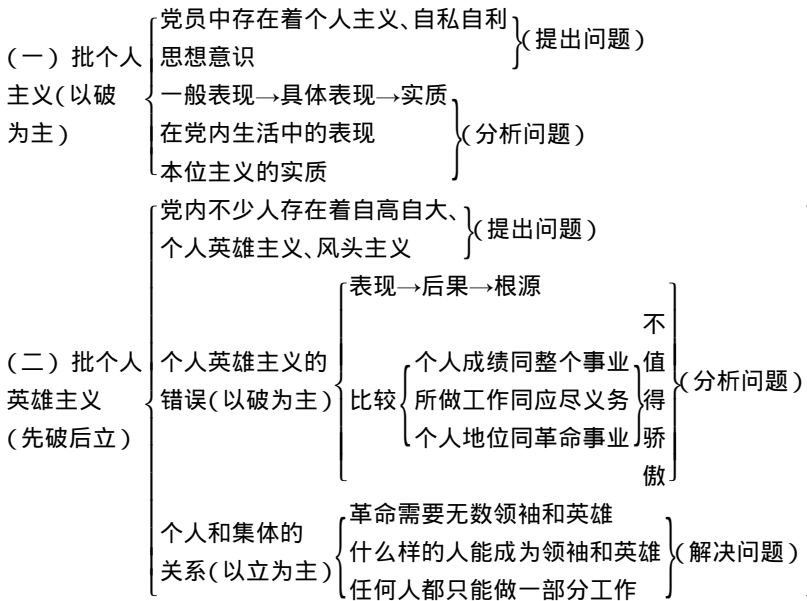 (一)批个人
主义(以破
为主)
党员中存在着个人主义、自私自利
思想意识
(提出问题)
一般表现→具体表现→实质
在党内生活中的表现
本位主义的实质
(分析问题)
(二)批个人
英雄主义
(先破后立)
党内不少人存在着自高自大、
个人英雄主义、风头主义
(提出问题)
个人英雄主义的
错误(以破为主)
表现→后果→根源
比较
个人成绩同整个事业
所做工作同应尽义务
个人地位同革命事业
不
值
得
骄
傲
(分析问题)
个人和集体的
关系(以立为主)
革命需要无数领袖和英雄
什么样的人能成为领袖和英雄
任何人都只能做一部分工作
(解决问题)